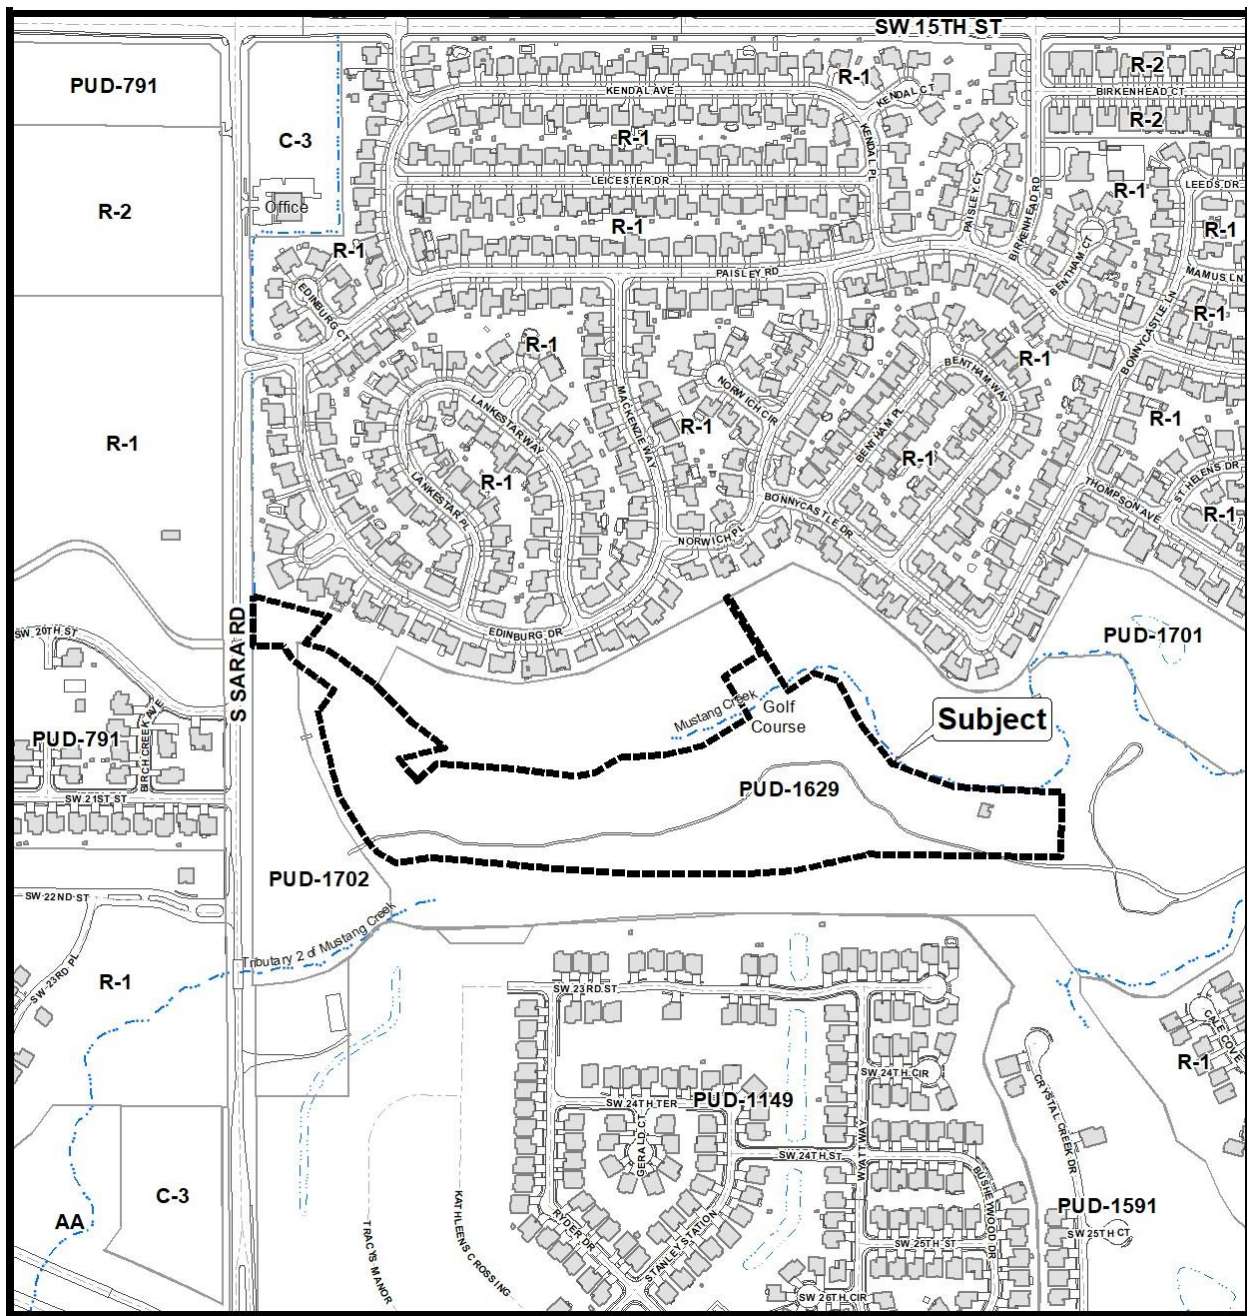 SW 15TH ST
PUD-791
R-1
R-2
KENDAL AVE
KENDAL CT
BIRKENHEAD CT
R-2
C-3
R-1
KENDAL PL
LEICESTER DR
PAISLEY CT
BIRKENHEAD RD
R-1
LEEDS DR
R-2
Office
R-1
R-1
R-1
BENTHAM CT
PAISLEY RD
MAMUS LN
EDINBURG CT
BONNYCASTLE LN
R-1
R-1
R-1
BENTHAM WAY
NORWICH CIR
MACKENZIE WAY
LANKESTAR WAY
BENTHAM PL
R-1
R-1
R-1
R-1
LANKESTAR PL
R-1
ST HELENS DR
THOMPSON AVE
BONNYCASTLE DR
R-1
NORWICH PL
S SARA RD
SW 20TH ST
EDINBURG DR
PUD-1701
Mustang Creek
Golf
Course
Subject
PUD-791
BIRCH CREEK AVE
SW 21ST ST
PUD-1629
PUD-1702
SW 22ND ST
Tributary 2 of Mustang Creek
SW 23RD PL
R-1
SW 23RD ST
CALE COVE
R-1
SW 24TH CIR
CRYSTAL CREEK DR
SW 24TH TER
PUD-1149
GERALD CT
WYATT WAY
SW 24TH ST
BUSHEYWOOD DR
C-3
AA
PUD-1591
SW 25TH CT
RYDER DR
STANLEY STATION
SW 25TH ST
TRACYS MANOR
KATHLEENS CROSSING
SW 26TH CIR